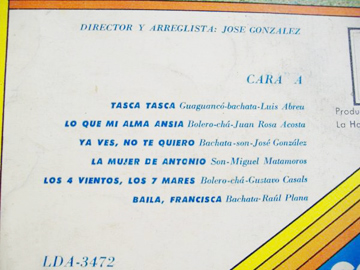 DIRECTOR Y ARREGLISTA: JOSE GONZALEZ
CARA A
TASCA TASCA Guaguancó-bachata-Luis Abreu
LO QUE MI ALMA ANSIA Bolero-chá-Juan Rosa Acosta
YA VES, NO TE QUIERO Bachata-son-José González
LA MUJER DE ANTONIO Son-Miguel Matamoros
LOS 4 VIENTOS, LOS 7 MARES Bolero-chá-Gustavo Casals
BAILA, FRANCISCA Bachata-Raúl Plana
Produ
La Ha
LDA-3472